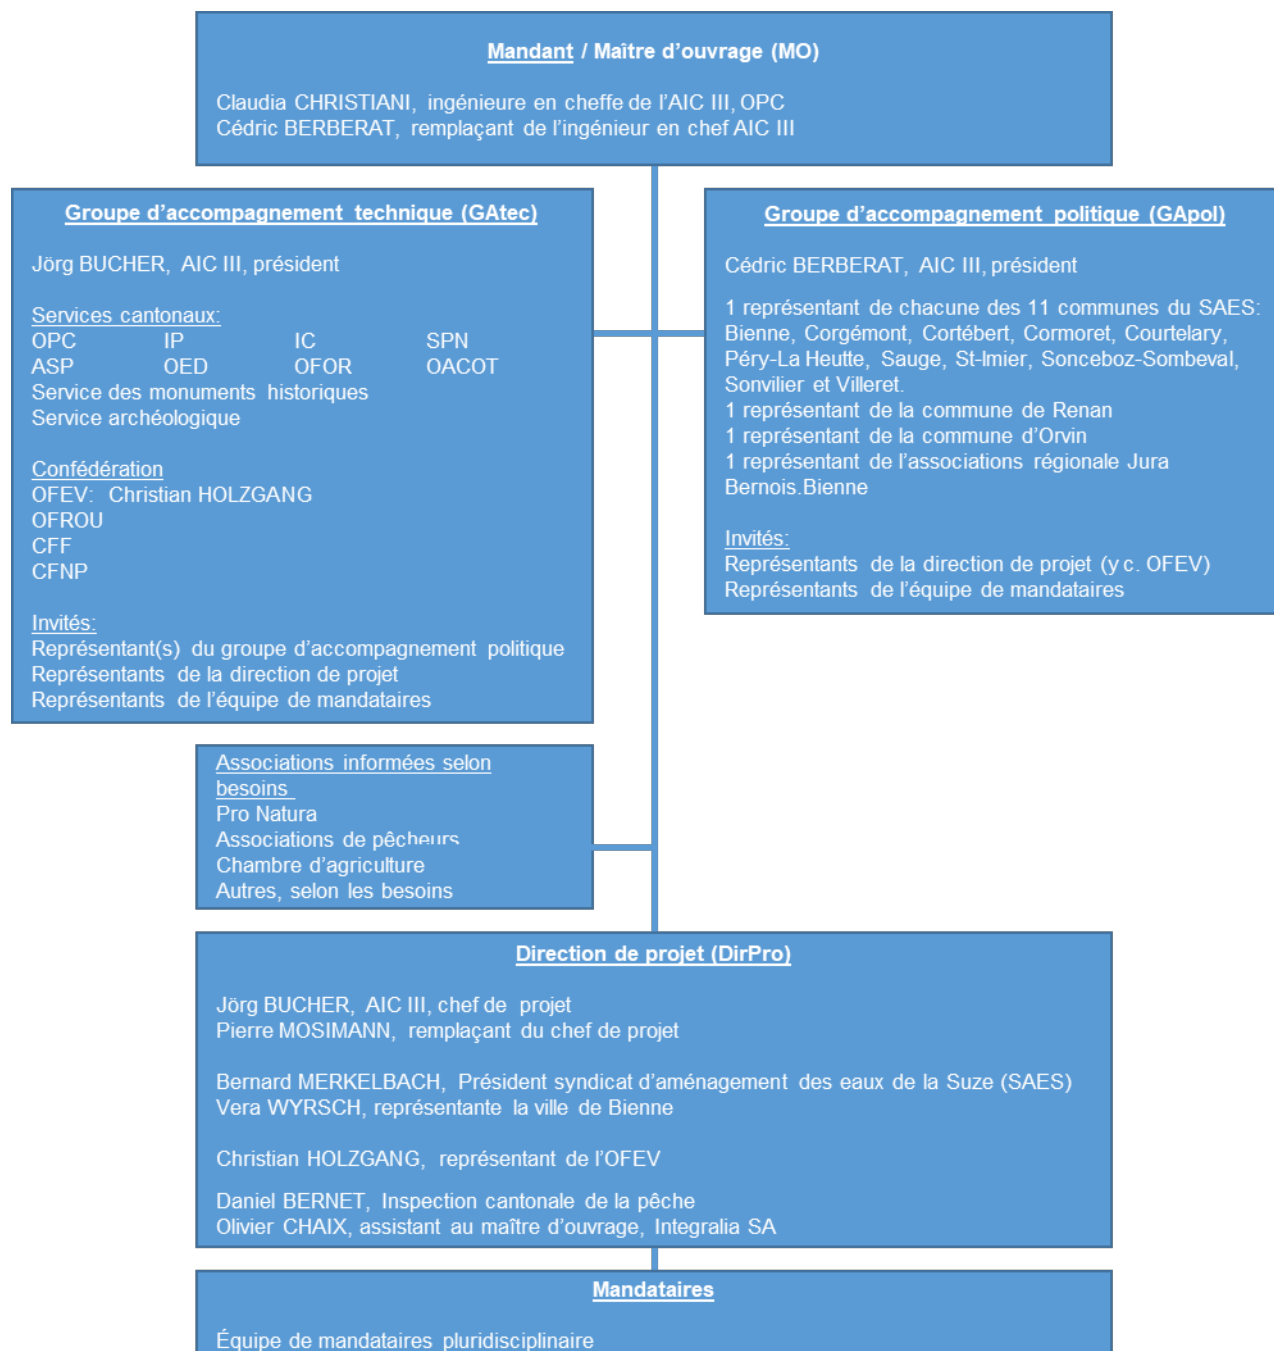 Mandant / Maître d'ouvrage (MO)
Claudia CHRISTIANI, ingénieure en cheffe de l'AIC III, OPC
Cédric BERBERAT, remplaçant de l'ingénieur en chef AIC III
Groupe d'accompagnement technique (GAtec)
Jörg BUCHER, AIC III, président
Services cantonaux:
OPC IP IC SPN
ASP OED OFOR OACOT
Service des monuments historiques
Service archéologique
Confédération
OFEV: Christian HOLZGANG
OFROU
CFF
CFNP
Invités:
Représentant(s) du groupe d'accompagnement politique
Représentants de la direction de projet
Représentants de l'équipe de mandataires
Groupe d'accompagnement politique (GApol)
Cédric BERBERAT, AIC III, président
1 représentant de chacune des 11 communes du SAES:
Bienne, Corgémont, Cortébert, Cormoret, Courtelary,
Péry-La Heutte, Sauge, St-Imier, Sonceboz-Sombeval,
Sonvilier et Villeret.
1 représentant de la commune de Renan
1 représentant de la commune d'Orvin
1 représentant de l'associations régionale Jura
Bernois.Bienne
Invités:
Représentants de la direction de projet (y c. OFEV)
Représentants de l'équipe de mandataires
Associations informées selon
besoins
Pro Natura
Associations de pêcheurs
Chambre d'agriculture
Autres, selon les besoins
Direction de projet (DirPro)
Jörg BUCHER, AIC III, chef de projet
Pierre MOSIMANN, remplaçant du chef de projet
Bernard MERKELBACH, Président syndicat d'aménagement des eaux de la Suze (SAES)
Vera WYRSCH, représentante la ville de Bienne
Christian HOLZGANG, représentant de l'OFEV
Daniel BERNET, Inspection cantonale de la pêche
Olivier CHAIX, assistant au maître d'ouvrage, Integralia SA
Mandataires
Équipe de mandataires pluridisciplinaire